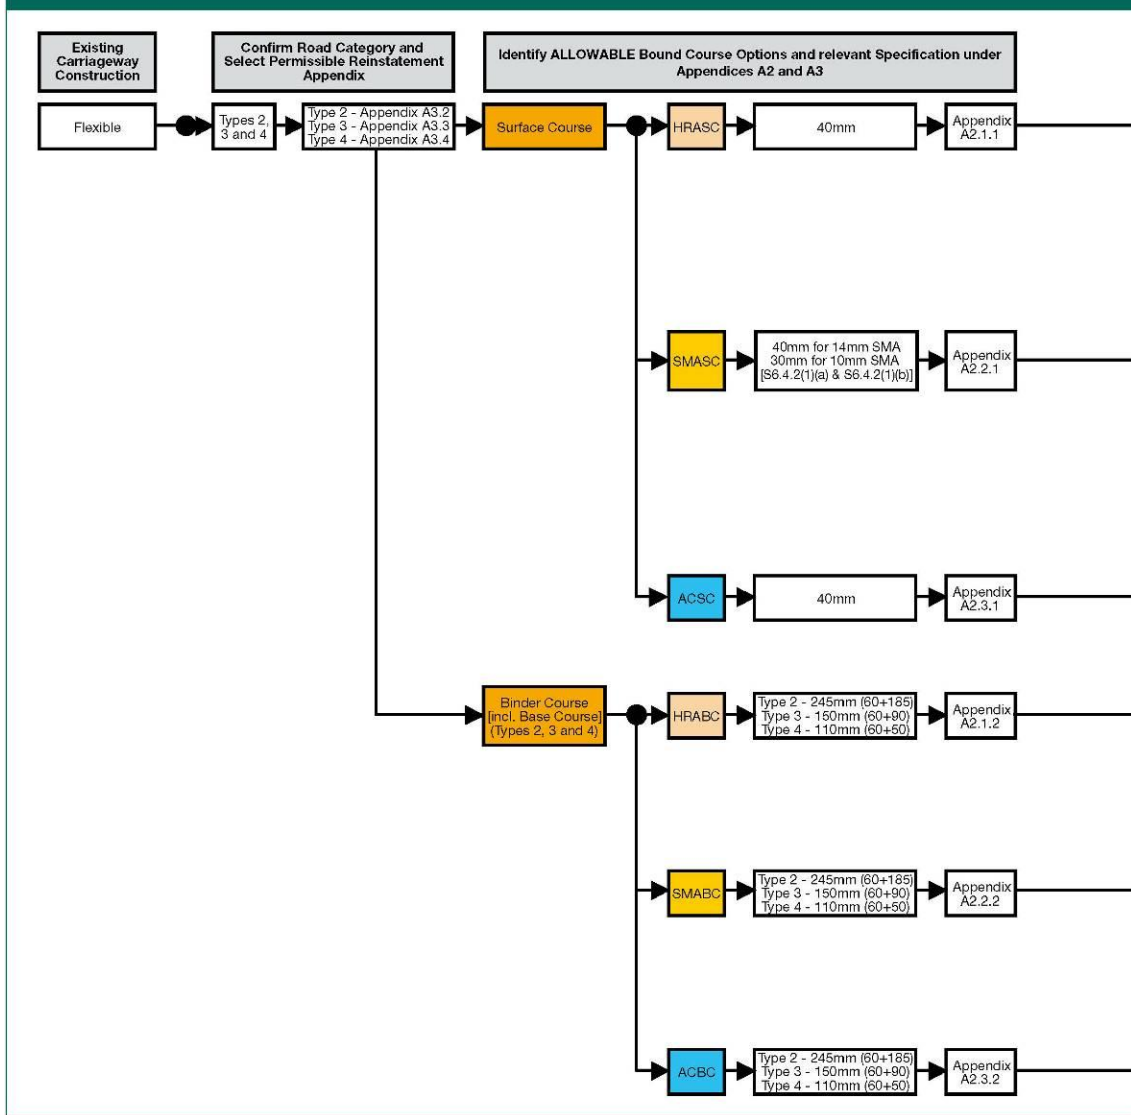 Existing
Carriageway
Construction
Confirm Road Category and
Select Permissible Reinstatement
Appendix
Identify ALLOWABLE Bound Course Options and relevant Specification under
Appendices A2 and A3
Flexible
Types 2,
3 and 4
Type 2 - Appendix A3.2
Type 3 - Appendix A3.3
Type 4 - Appendix A3.4
Surface Course
HRASC
40mm
Appendix
A2.1.1
SMASC
40mm for 14mm SMA
30mm for 10mm SMA
[S6.4.2(1)(a) & S6.4.2(1)(b)]
Appendix
A2.2.1
ACSC
40mm
Appendix
A2.3.1
Binder Course
[incl. Base Course]
(Types 2, 3 and 4)
HRABC
Type 2 - 245mm (60+185)
Type 3 - 150mm (60+90)
Type 4 - 110mm (60+50)
Appendix
A2.1.2
SMABC
Type 2 - 245mm (60+185)
Type 3 - 150mm (60+90)
Type 4 - 110mm (60+50)
Appendix
A2.2.2
ACBC
Type 2 - 245mm (60+185)
Type 3 - 150mm (60+90)
Type 4 - 110mm (60+50)
Appendix
A2.3.2